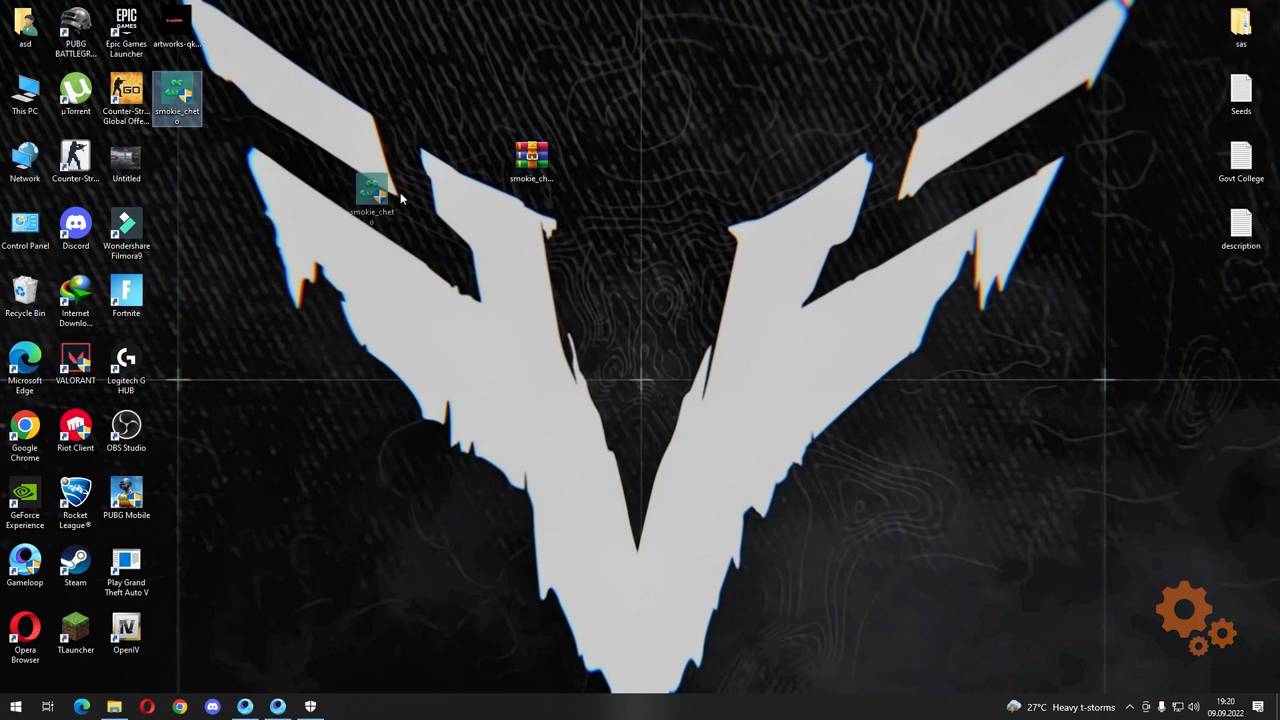 asd
PUBG
BATTLEGR...
EPIC
GAMES
Epic Games
Launcher
artworks-qk...
This PC
µTorrent
GO
Counter-Str...
Global Offe...
smokie_chet
o
Network
Counter-Str...
Untitled
smokie_chet
o
smokie_ch...
Control Panel
Discord
Wondershare
Filmora9
Recycle Bin
Internet
Downlo...
Fortnite
Microsoft
Edge
VALORANT
Logitech G
HUB
Google
Chrome
Riot Client
OBS Studio
GeForce
Experience
Rocket
League®
PUBG Mobile
Gameloop
Steam
Play Grand
Theft Auto V
Opera
Browser
TLauncher
IV
OpenIV
sas
Seeds
Govt College
description
27°C Heavy t-storms
19:20
09.09.2022